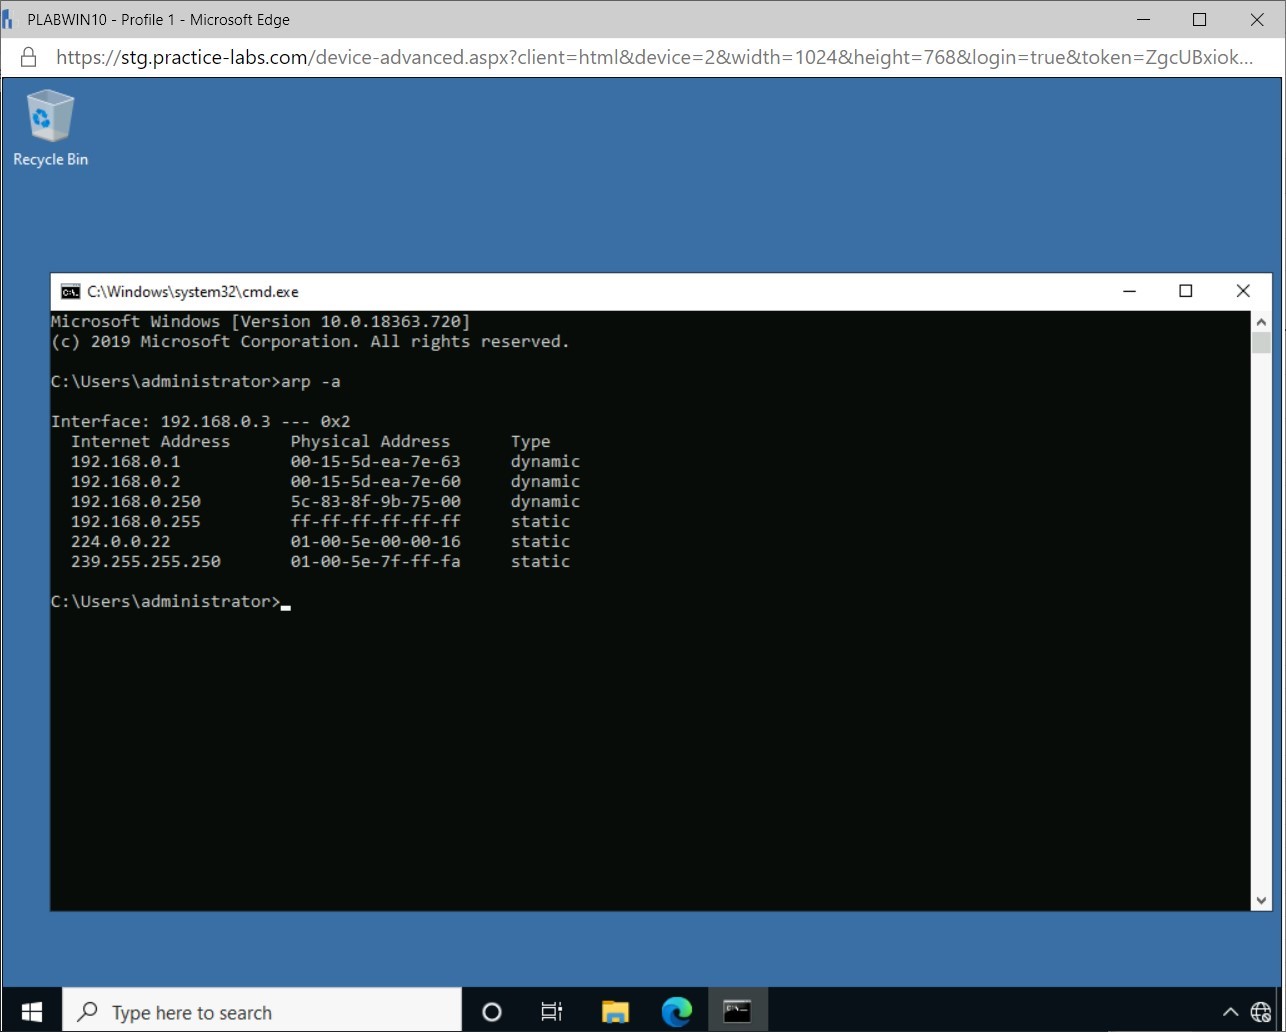 PLABWIN10 - Profile 1 - Microsoft Edge
https://stg.practice-labs.com/device-advanced.aspx?client=html&device=2&width=1024&height=768&login=true&token=ZgcUBxiok...
Recycle Bin
C:\Windows\system32\cmd.exe
Microsoft Windows [Version 10.0.18363.720]
(c) 2019 Microsoft Corporation. All rights reserved.
C:\Users\administrator>arp -a
Interface: 192.168.0.3 --- 0x2
Internet Address Physical Address Type
192.168.0.1 00-15-5d-ea-7e-63 dynamic
192.168.0.2 00-15-5d-ea-7e-60 dynamic
192.168.0.250 5c-83-8f-9b-75-00 dynamic
192.168.0.255 ff-ff-ff-ff-ff-ff static
224.0.0.22 01-00-5e-00-00-16 static
239.255.255.250 01-00-5e-7f-ff-fa static
C:\Users\administrator>
Type here to search